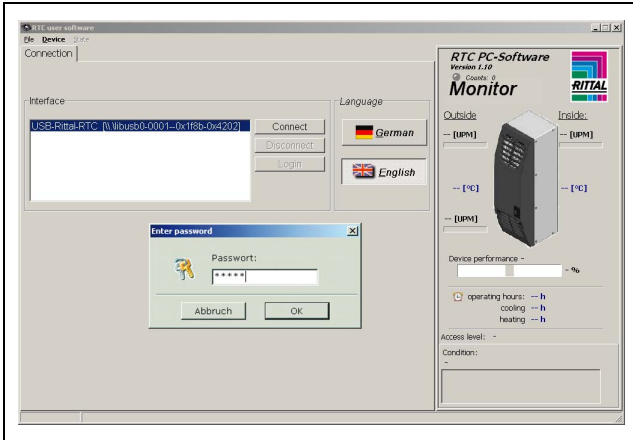 RTC user software
File Device State
Connection
Interface
USB-Rittal-RTC [\\.\libusb0-0001--0x1f8b-0x4202]
Connect
Disconnect
Login
Language
German
English
Enter password
Passwort:
*****
Abbruch OK
RTC PC-Software
Version 1.10
Counts: 0
Monitor
RITTAL
Outside Inside:
-- [UPM] -- [UPM]
-- [°C] -- [°C]
-- [UPM]
Device performance -
- %
operating hours: -- h
cooling -- h
heating -- h
Access level: -
Condition:
-